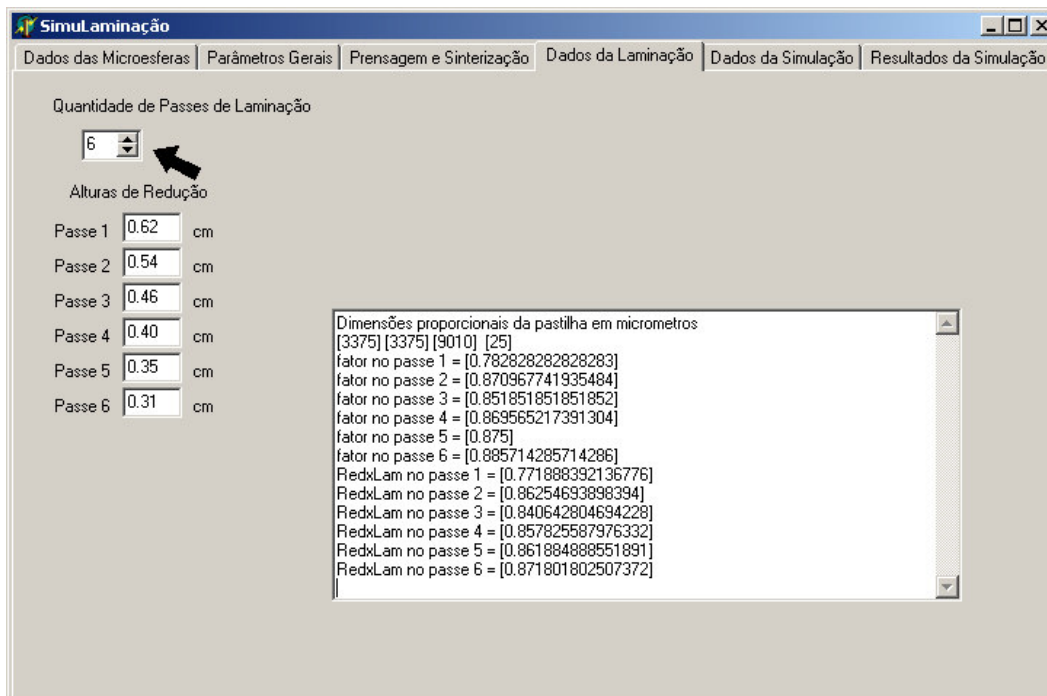 SimuLaminação
Dados das Microesferas Parâmetros Gerais Prensagem e Sinterização Dados da Laminação Dados da Simulação Resultados da Simulação
Quantidade de Passes de Laminação
6
Alturas de Redução
Passe 1 0.62 cm
Passe 2 0.54 cm
Passe 3 0.46 cm
Passe 4 0.40 cm
Passe 5 0.35 cm
Passe 6 0.31 cm
Dimensões proporcionais da pastilha em micrometros
[3375] [3375] [9010] [25]
fator no passe 1 = [0.782828282828283]
fator no passe 2 = [0.870967741935484]
fator no passe 3 = [0.851851851851852]
fator no passe 4 = [0.869565217391304]
fator no passe 5 = [0.875]
fator no passe 6 = [0.885714285714286]
RedxLam no passe 1 = [0.771888392136776]
RedxLam no passe 2 = [0.86254693898394]
RedxLam no passe 3 = [0.840642804694228]
RedxLam no passe 4 = [0.857825587976332]
RedxLam no passe 5 = [0.861884888551891]
RedxLam no passe 6 = [0.871801802507372]